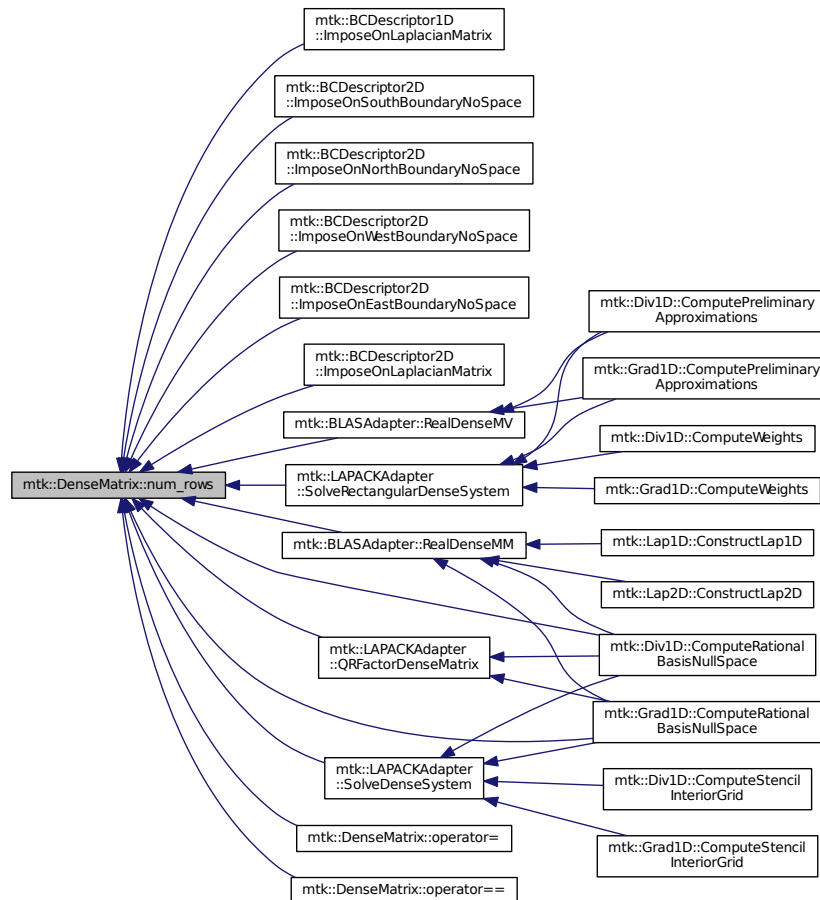 mtk::BCDescriptor1D
::ImposeOnLaplacianMatrix
mtk::BCDescriptor2D
::ImposeOnSouthBoundaryNoSpace
mtk::BCDescriptor2D
::ImposeOnNorthBoundaryNoSpace
mtk::BCDescriptor2D
::ImposeOnWestBoundaryNoSpace
mtk::BCDescriptor2D
::ImposeOnEastBoundaryNoSpace
mtk::BCDescriptor2D
::ImposeOnLaplacianMatrix
mtk::BLASAdapter::RealDenseMV
mtk::DenseMatrix::num_rows
mtk::LAPACKAdapter
::SolveRectangularDenseSystem
mtk::BLASAdapter::RealDenseMM
mtk::LAPACKAdapter
::QRFactorDenseMatrix
mtk::LAPACKAdapter
::SolveDenseSystem
mtk::DenseMatrix::operator=
mtk::DenseMatrix::operator==
mtk::Div1D::ComputePreliminary
Approximations
mtk::Grad1D::ComputePreliminary
Approximations
mtk::Div1D::ComputeWeights
mtk::Grad1D::ComputeWeights
mtk::Lap1D::ConstructLap1D
mtk::Lap2D::ConstructLap2D
mtk::Div1D::ComputeRational
BasisNullSpace
mtk::Grad1D::ComputeRational
BasisNullSpace
mtk::Div1D::ComputeStencil
InteriorGrid
mtk::Grad1D::ComputeStencil
InteriorGrid